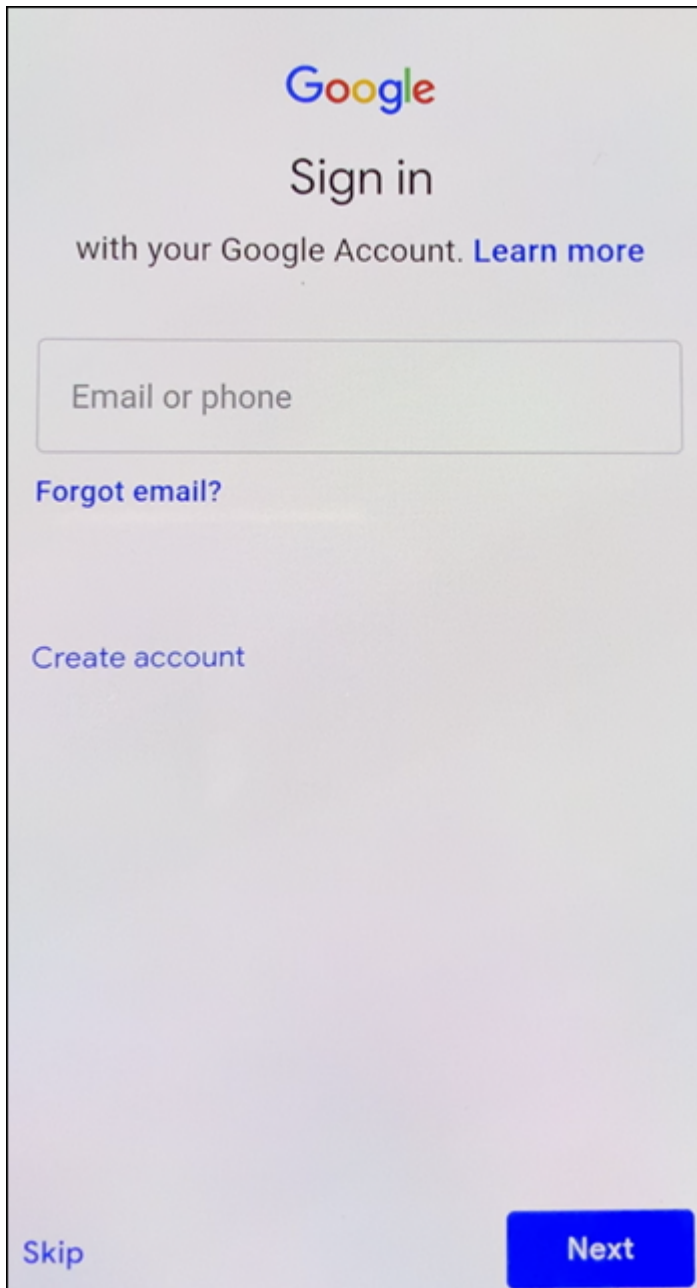 Google
Sign in
with your Google Account. Learn more
Email or phone
Forgot email?
Create account
Skip
Next